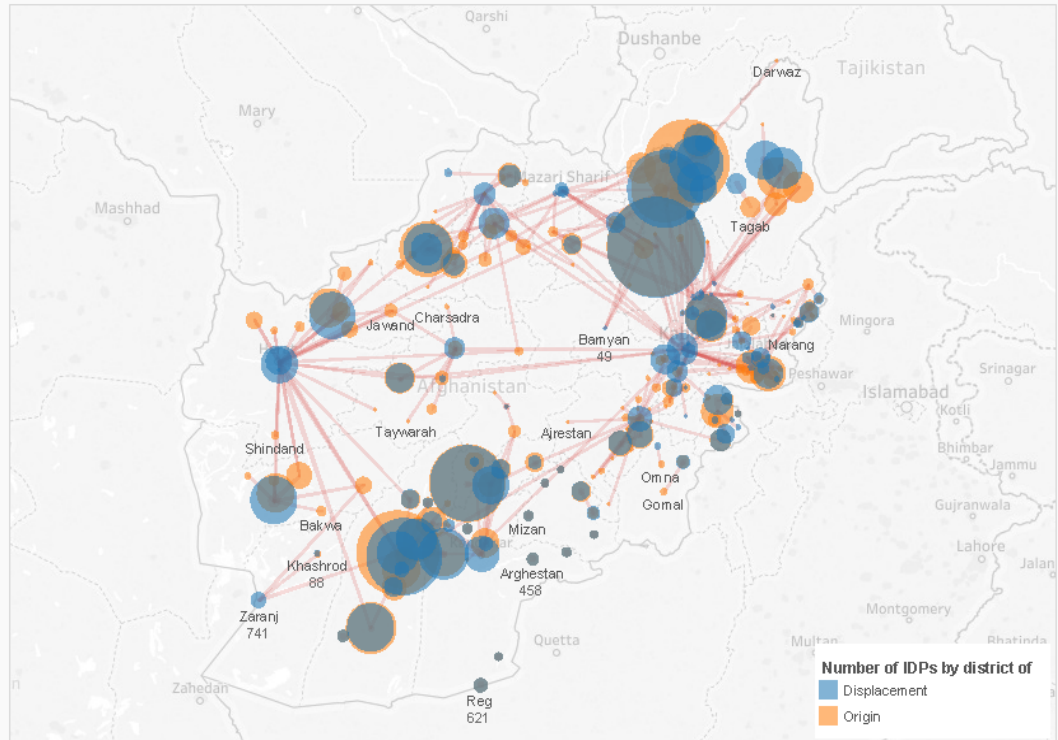 Qarshi
Dushanbe
Darwaz
Tajikistan
Mary
Mazari Sharif
Mashhad
Tagab
Jawand
Charsadra
Bamyan
49
Narang
Mingora
Peshawar
Srinagar
Islamabad
Afghanistan
Kotli
Taywarah
Ajrestan
Shindand
Bhimbar
Jammu
Omna
Gomal
Gujranwala
Bakwa
Mizan
Khashrod
88
Arghestan
458
Lahore
Jalan
Zaranj
741
Montgomery
Quetta
Multan
Bhatinda
Zahedan
Reg
621
Number of IDPs by district of
Displacement
Origin